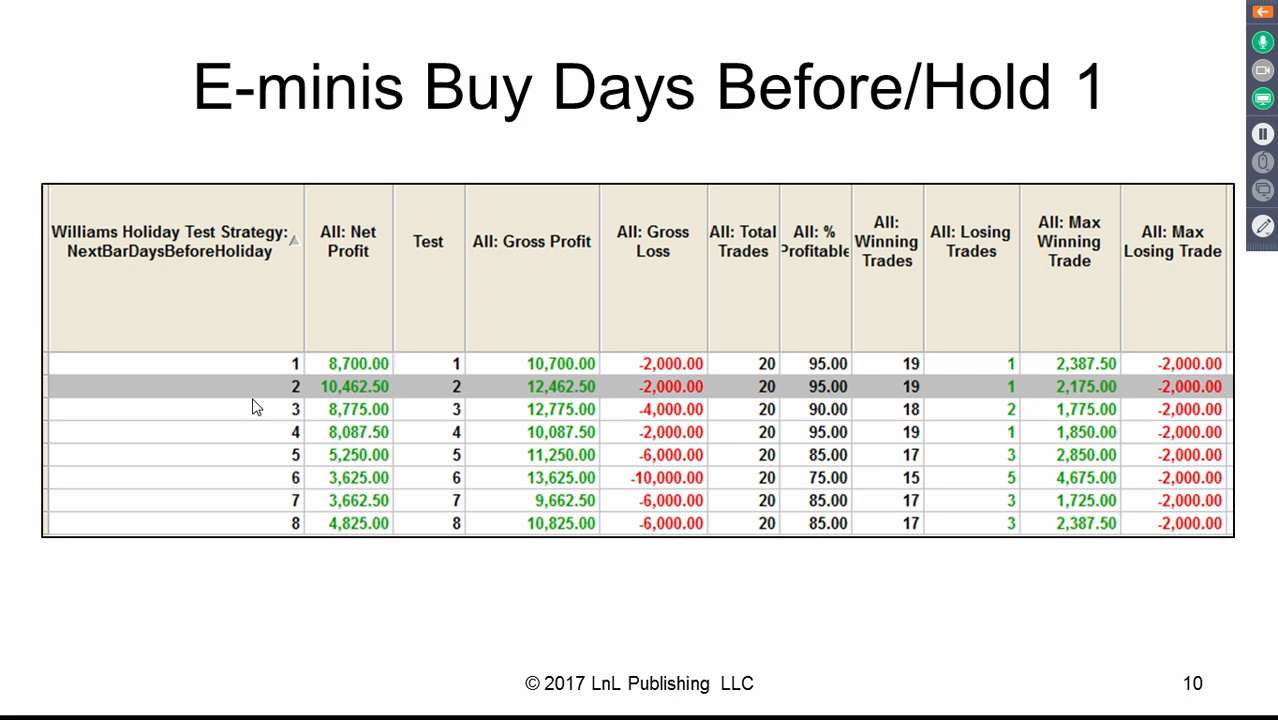 E-minis Buy Days Before/Hold 1
Williams Holiday Test Strategy: NextBarDaysBeforeHoliday All: Net Profit Test All: Gross Profit All: Gross Loss All: Total Trades All: % Profitable All: Winning Trades All: Losing Trades All: Max Winning Trade All: Max Losing Trade
1 8,700.00 1 10,700.00 -2,000.00 20 95.00 19 1 2,387.50 -2,000.00
2 10,462.50 2 12,462.50 -2,000.00 20 95.00 19 1 2,175.00 -2,000.00
3 8,775.00 3 12,775.00 -4,000.00 20 90.00 18 2 1,775.00 -2,000.00
4 8,087.50 4 10,087.50 -2,000.00 20 95.00 19 1 1,850.00 -2,000.00
5 5,250.00 5 11,250.00 -6,000.00 20 85.00 17 3 2,850.00 -2,000.00
6 3,625.00 6 13,625.00 -10,000.00 20 75.00 15 5 4,675.00 -2,000.00
7 3,662.50 7 9,662.50 -6,000.00 20 85.00 17 3 1,725.00 -2,000.00
8 4,825.00 8 10,825.00 -6,000.00 20 85.00 17 3 2,387.50 -2,000.00
© 2017 LnL Publishing LLC
10